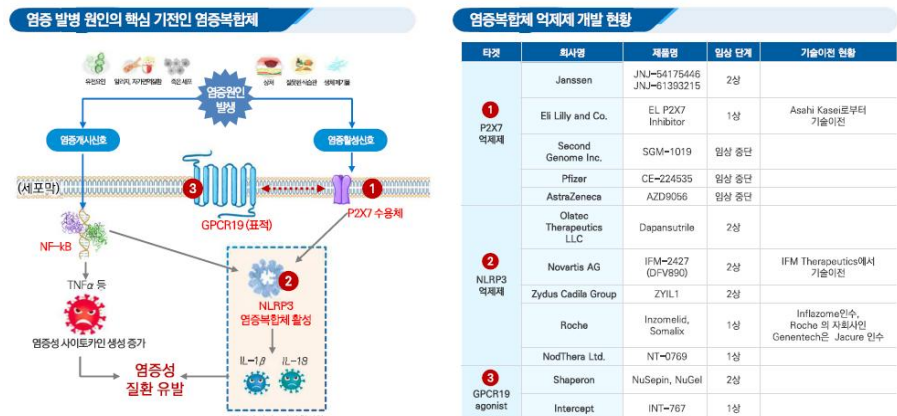 염증 발병 원인의 핵심 기전인 염증복합체
유전요인
알러지, 자가면역질환
죽은 세포
상처
잘못된 식습관
생체폐기물
염증원인
발생
염증개시신호
염증활성신호
(세포막)
3
1
GPCR19 (표적)
P2X7 수용체
NF-kB
2
TNFα 등
NLRP3
염증복합체 활성
염증성 사이토카인 생성 증가
IL-1β
IL-18
염증성
질환 유발
염증복합체 억제제 개발 현황
타겟 회사명 제품명 임상 단계 기술이전 현황
1
P2X7
억제제
Janssen
JNJ-54175446
JNJ-61393215
2상
Eli Lilly and Co.
EL P2X7
Inhibitor
1상
Asahi Kasei로부터
기술이전
Second
Genome Inc.
SGM-1019
임상 중단
Pfizer CE-224535 임상 중단
AstraZeneca AZD9056 임상 중단
2
NLRP3
억제제
Olatec
Therapeutics
LLC
Dapansutrile
2상
Novartis AG
IFM-2427
(DFV890)
2상
IFM Therapeutics에서
기술이전
Zydus Cadila Group ZYIL1 2상
Roche
Inzomelid,
Somalix
1상
Inflazome인수,
Roche 의 자회사인
Genentech은 Jacure 인수
NodThera Ltd. NT-0769 1상
3
GPCR19
agonist
Shaperon NuSepin, NuGel 2상
Intercept INT-767 1상